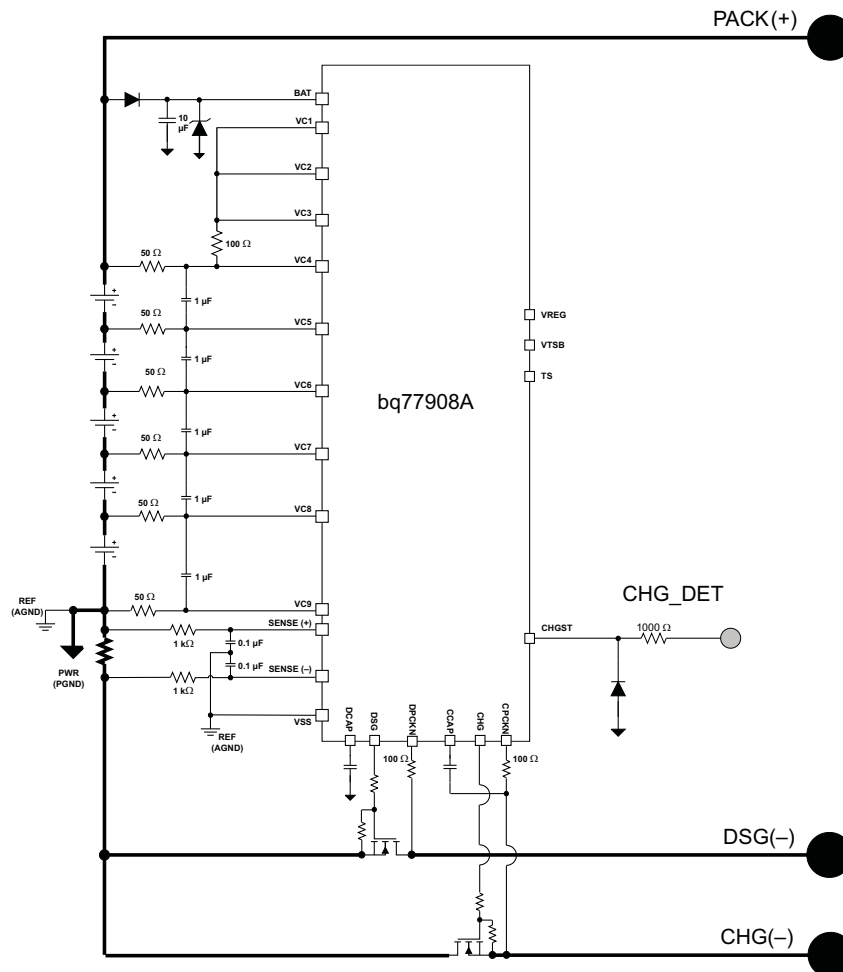 PACK(+)
BAT
10
µF
VC1
VC2
VC3
100 Ω
50 Ω
VC4
1 µF
50 Ω
VC5
VREG
VTSB
1 µF
50 Ω
VC6
TS
bq77908A
1 µF
50 Ω
VC7
1 µF
50 Ω
VC8
1 µF
50 Ω
VC9
REF
(AGND)
SENSE (+)
CHG_DET
1 kΩ
0.1 µF
CHGST
1000 Ω
0.1 µF
PWR
(PGND)
1 kΩ
SENSE (–)
VSS
REF
(AGND)
DCAP
DSG
DPCKN
CCAP
CHG
CPCKN
100 Ω
100 Ω
DSG(–)
CHG(–)
+
–
+
–
+
–
+
–
+
–